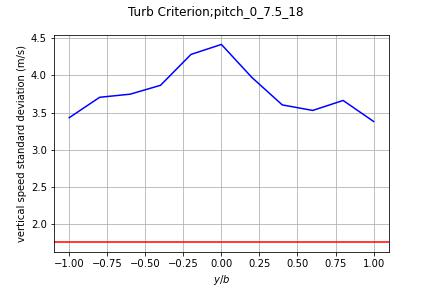 Turb Criterion;pitch_0_7.5_18
vertical speed standard deviation (m/s)
4.5
4.0
3.5
3.0
2.5
2.0
−1.00 −0.75 −0.50 −0.25 0.00 0.25 0.50 0.75 1.00
y/b